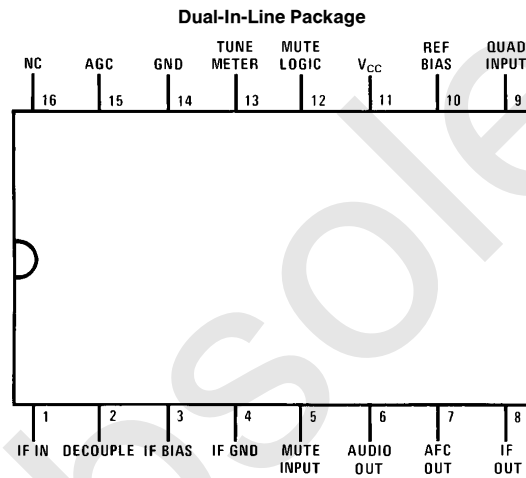 Dual-In-Line Package
NC AGC GND TUNE METER MUTE LOGIC VCC REF BIAS QUAD INPUT
16 15 14 13 12 11 10 9
1 2 3 4 5 6 7 8
IF IN DECOUPLE IF BIAS IF GND MUTE INPUT AUDIO OUT AFC OUT IF OUT